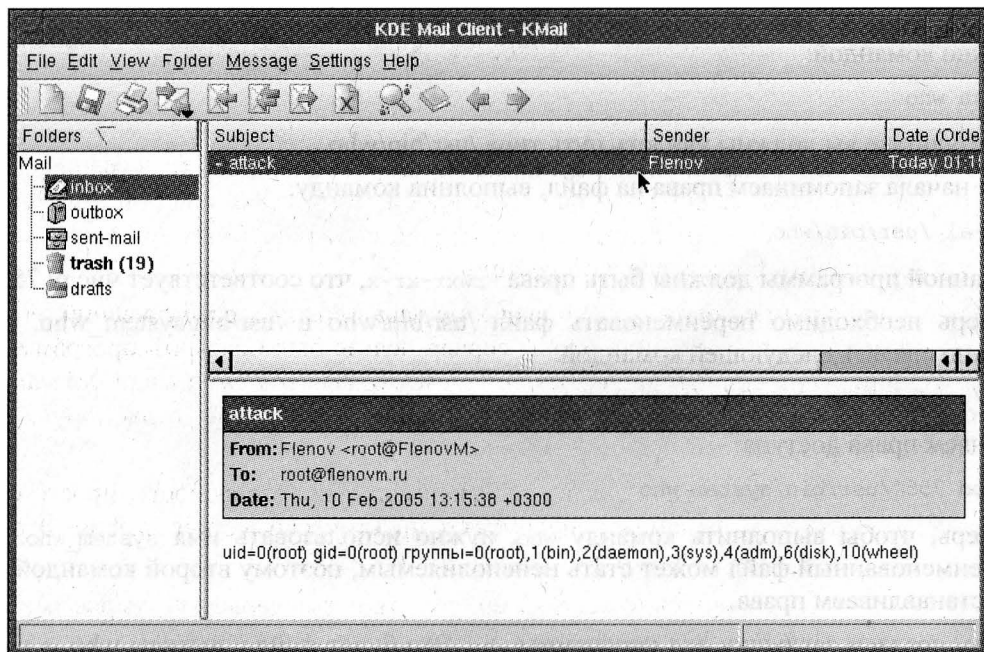 KDE Mail Client - KMail
File Edit View Folder Message Settings Help
Folders
Subject
Sender
Date (Orde
Mail
- attack
Flenov
Today 01:1
inbox
outbox
sent-mail
trash (19)
drafts
attack
From: Flenov <root@FlenovM>
To: root@flenovm.ru
Date: Thu, 10 Feb 2005 13:15:38 +0300
uid=0(root) gid=0(root) группы=0(root),1(bin),2(daemon),3(sys),4(adm),6(disk),10(wheel)